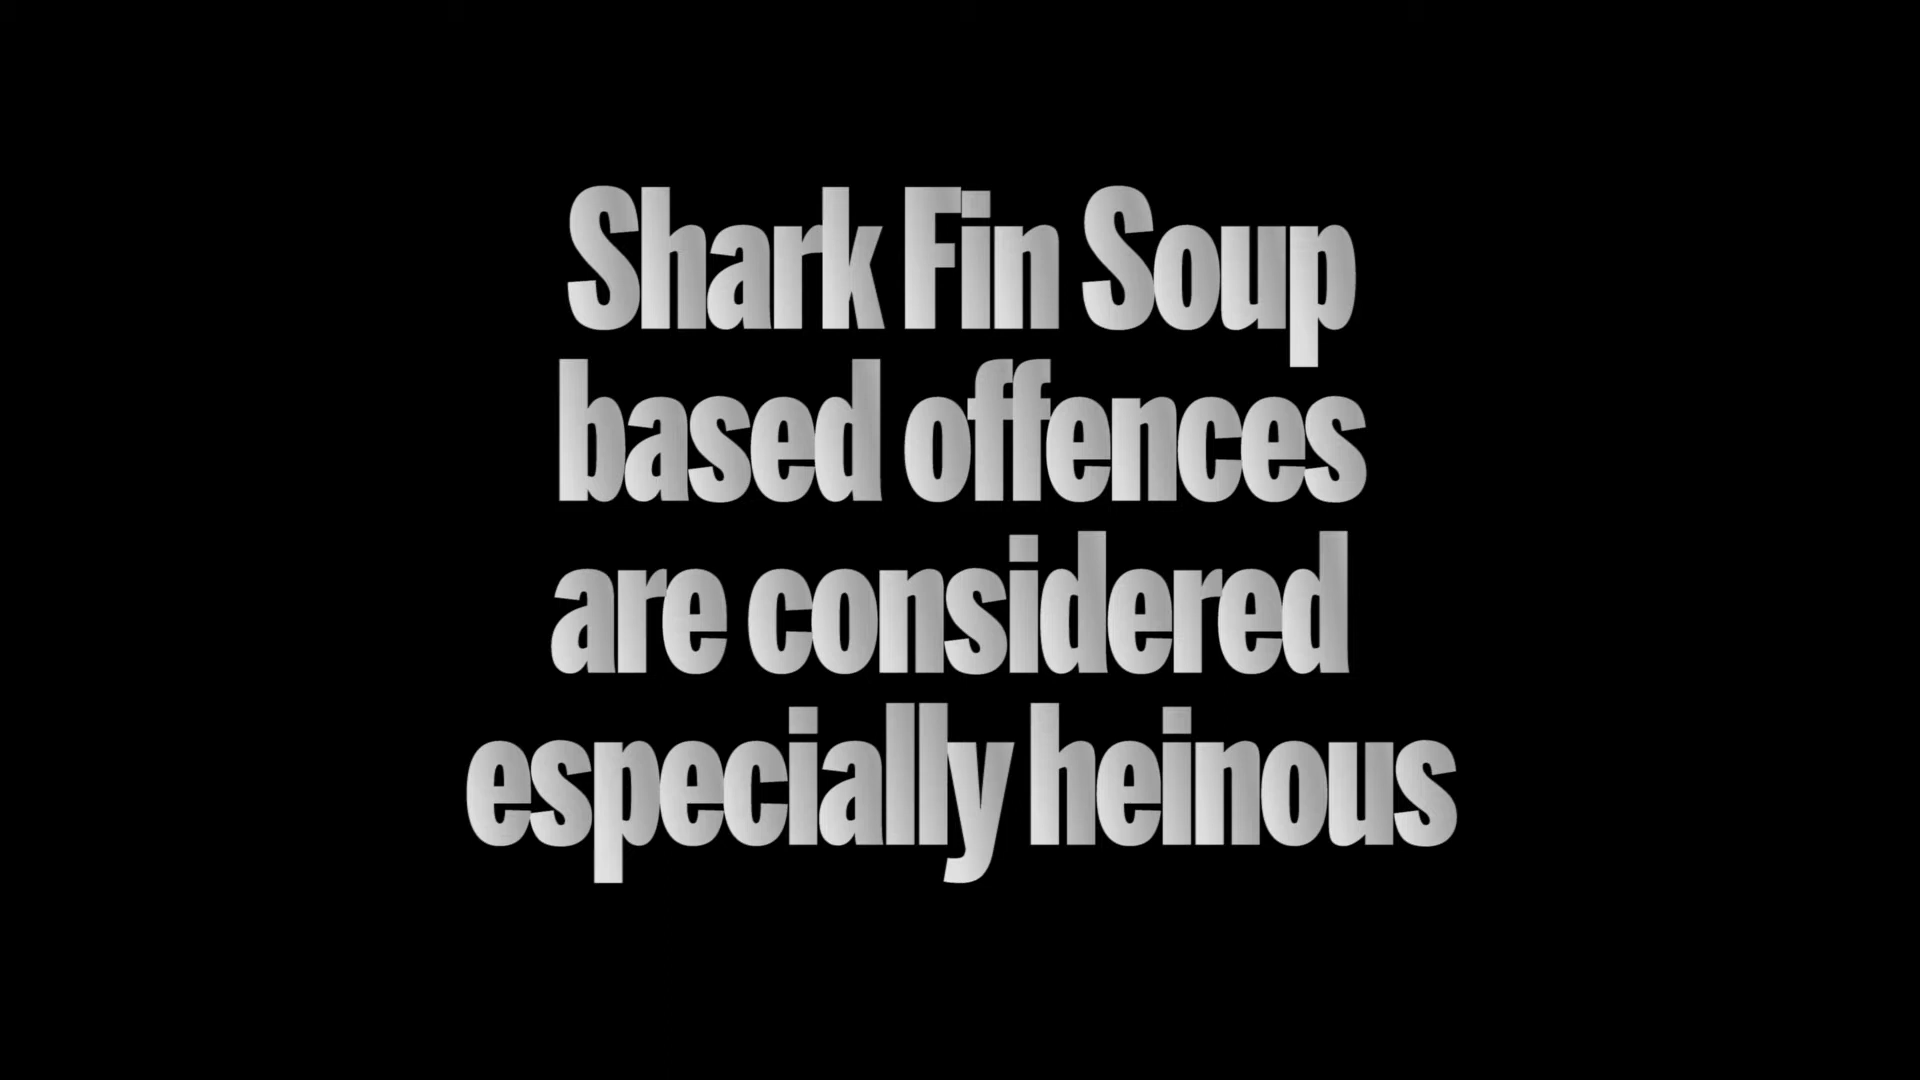 Shark Fin Soup
based offences
are considered
especially heinous